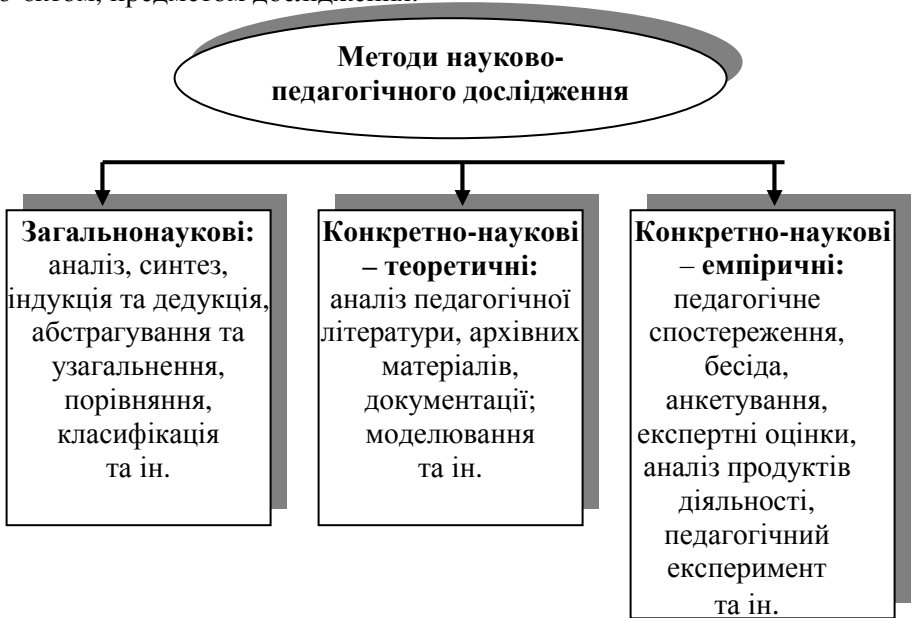 предметом дослідження.
Методи науково-
педагогічного дослідження
Загальнонаукові:
аналіз, синтез,
індукція та дедукція,
абстрагування та
узагальнення,
порівняння,
класифікація
та ін.
Конкретно-наукові
– теоретичні:
аналіз педагогічної
літератури, архівних
матеріалів,
документації;
моделювання
та ін.
Конкретно-наукові
– емпіричні:
педагогічне
спостереження,
бесіда,
анкетування,
експертні оцінки,
аналіз продуктів
діяльності,
педагогічний
експеримент
та ін.